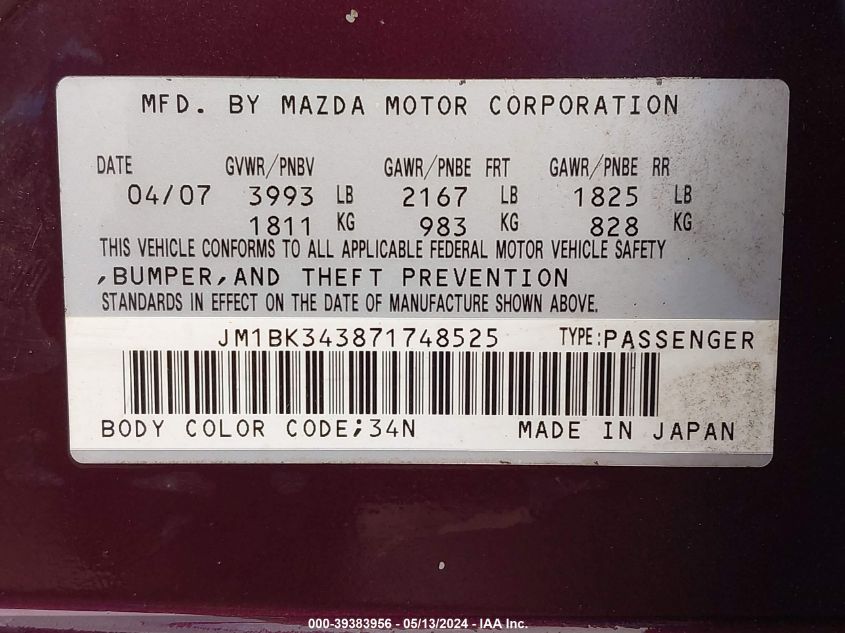 MFD. BY MAZDA MOTOR CORPORATION
DATE GVWR/PNBV GAWR/PNBE FRT GAWR/PNBE RR
04/07 3993 LB 2167 LB 1825 LB
1811 KG 983 KG 828 KG
THIS VEHICLE CONFORMS TO ALL APPLICABLE FEDERAL MOTOR VEHICLE SAFETY
,BUMPER,AND THEFT PREVENTION
STANDARDS IN EFFECT ON THE DATE OF MANUFACTURE SHOWN ABOVE.
JM1BK343871748525 TYPE:PASSENGER
BODY COLOR CODE;34N MADE IN JAPAN
000-39383956 - 05/13/2024 - IAA Inc.